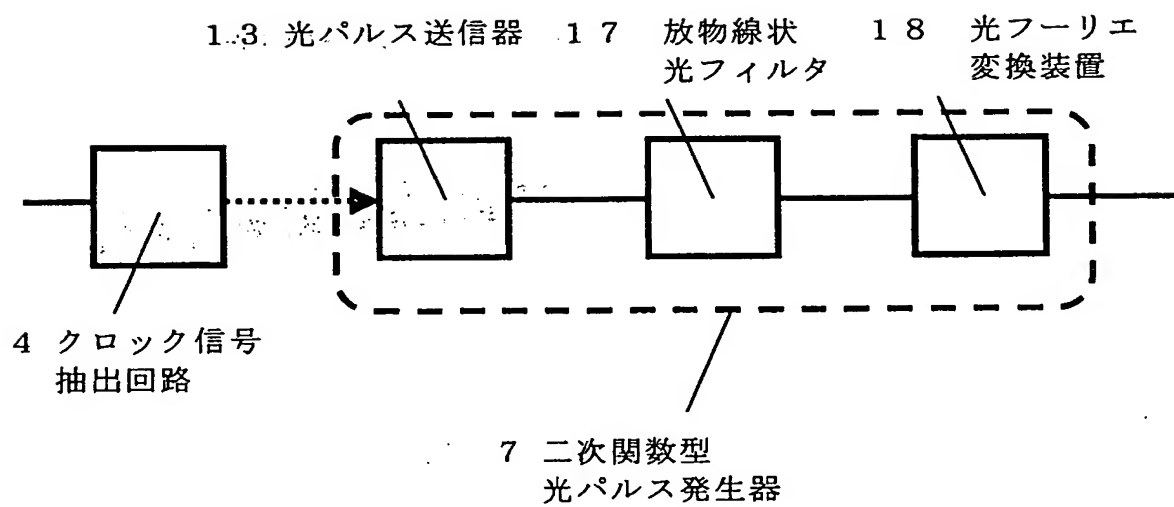 13 光パルス送信器
17 放物線状
光フィルタ
18 光フーリエ
変換装置
4 クロック信号
抽出回路
7 二次関数型
光パルス発生器